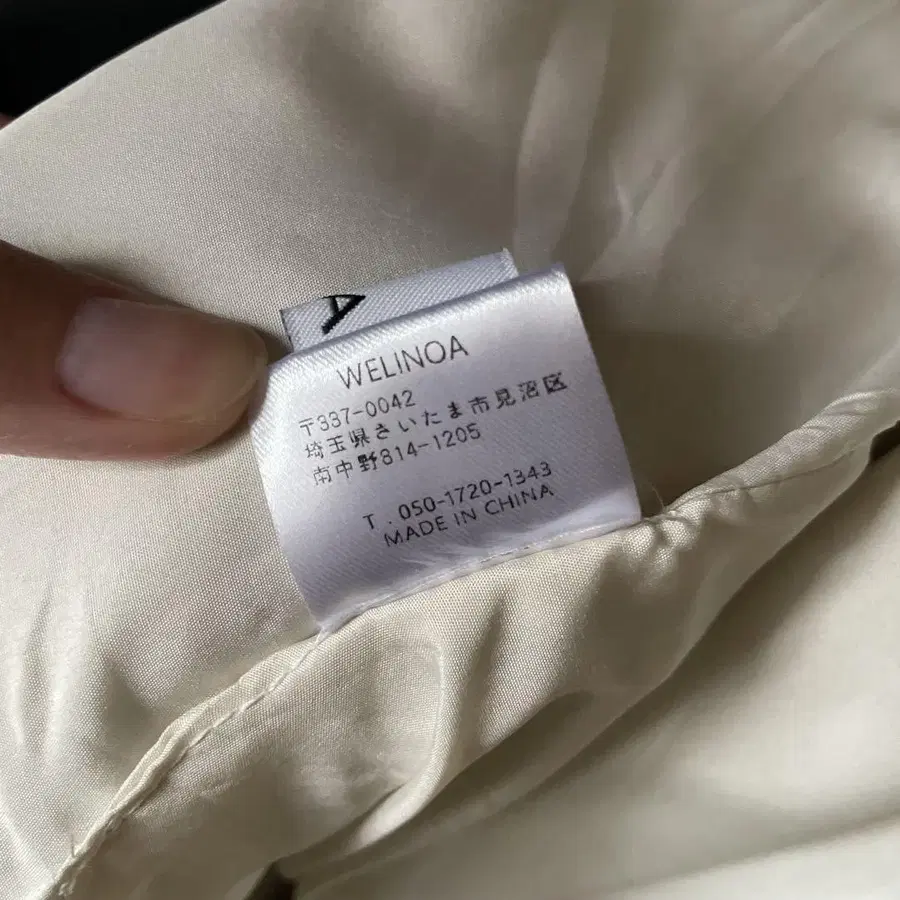 A
WELINOA
〒337-0042
埼玉県さいたま市見沼区
南中野814-1205
T. 050-1720-1343
MADE IN CHINA